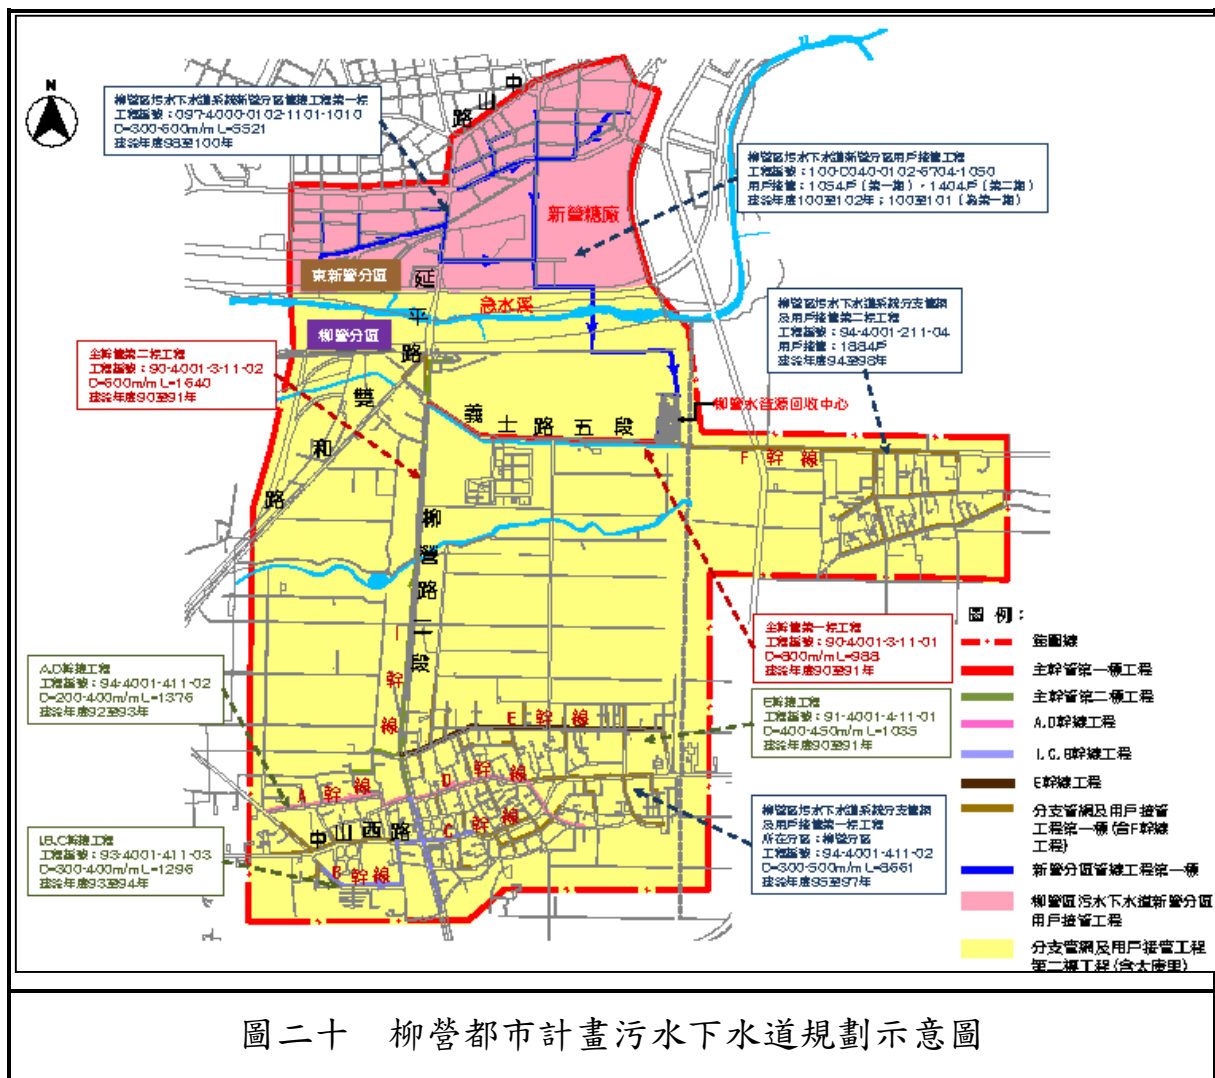 N
中山路
柳營區污水下水道系統新營分區管線工程第一標
工程編號：097-4000-0102-1101-1010
D=300-600m/m L=5521
建設年度98至100年
柳營區污水下水道新營分區用戶接管工程
工程編號：100-D040-0102-6704-1050
用戶接管：1054戶（第一期），1404戶（第二期）
建設年度100至102年；100至101（為第一期）
新營糖廠
東新營分區
延平路
急水溪
柳營分區
柳營區污水下水道系統分支管網
及用戶接管第二標工程
工程編號：94-4001-211-04
用戶接管：1884戶
建設年度94至98年
主幹管第二標工程
工程編號：90-4001-3-11-02
D=600m/m L=1640
建設年度90至91年
雙和路
義士路五段
柳營水資源回收中心
F幹線
柳營路二段
I幹線
主幹管第一標工程
工程編號：90-4001-3-11-01
D=800m/m L=988
建設年度90至91年
A,D幹線工程
工程編號：94-4001-411-02
D=200-400m/m L=1376
建設年度92至93年
E幹線工程
工程編號：91-4001-4-11-01
D=400-450m/m L=1035
建設年度90至91年
E幹線
D幹線
A幹線
C幹線
中山西路
B幹線
I,B,C幹線工程
工程編號：93-4001-411-03
D=300-400m/m L=1296
建設年度93至94年
柳營區污水下水道系統分支管網
及用戶接管第一標工程
所在分區：柳營分區
工程編號：94-4001-411-02
D=300-500m/m L=8661
建設年度95至97年
圖例：
範圍線
主幹管第一標工程
主幹管第二標工程
A,D幹線工程
I,C,B幹線工程
E幹線工程
分支管網及用戶接管
工程第一標(含F幹線
工程)
新營分區管線工程第一標
柳營區污水下水道新營分區
用戶接管工程
分支管網及用戶接管工程
第二標工程(含太康里)
圖二十　柳營都市計畫污水下水道規劃示意圖